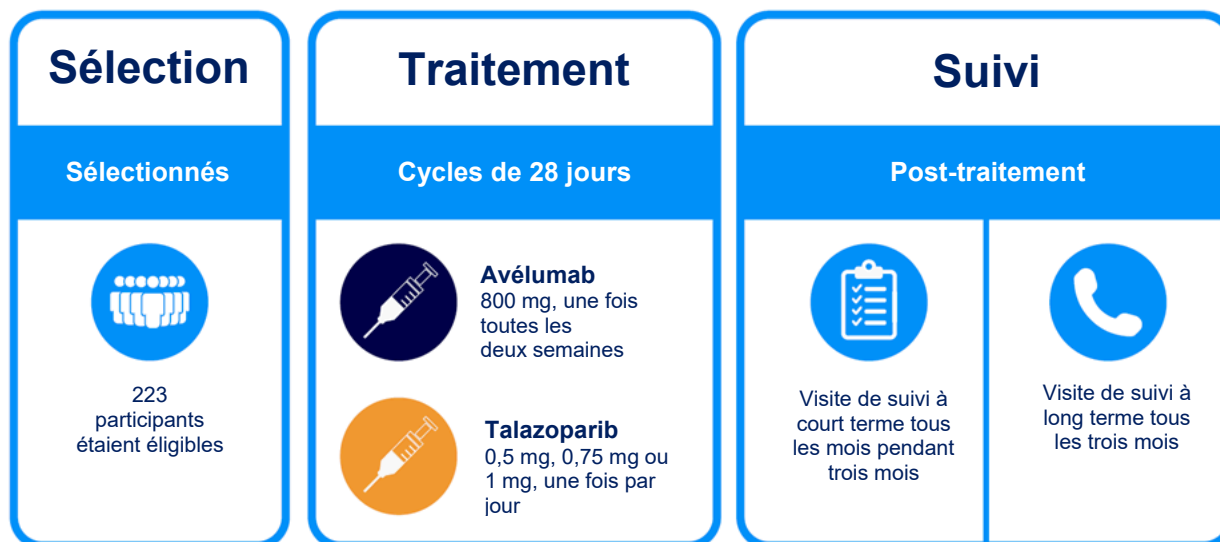 Sélection
Sélectionnés
223
participants
étaient éligibles
Traitement
Cycles de 28 jours
Avélumab
800 mg, une fois
toutes les
deux semaines
Talazoparib
0,5 mg, 0,75 mg ou
1 mg, une fois par
jour
Suivi
Post-traitement
Visite de suivi à
court terme tous
les mois pendant
trois mois
Visite de suivi à
long terme tous
les trois mois